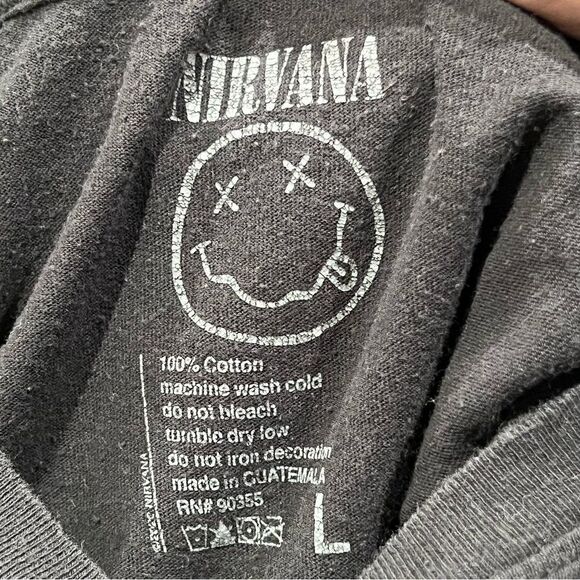 NIRVANA
100% Cotton
machine wash cold
do not bleach
tumble dry low
do not iron decoration
made in GUATEMALA
RN# 90355
L